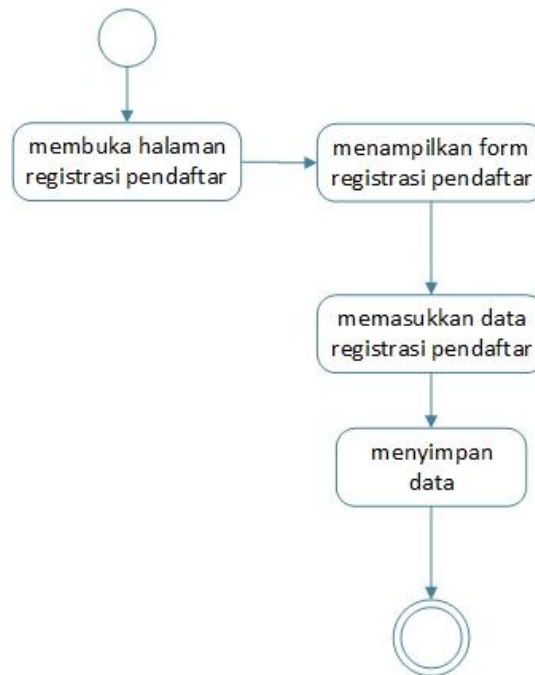 membuka halaman
registrasi pendaftar
menampilkan form
registrasi pendaftar
memasukkan data
registrasi pendaftar
menyimpan
data